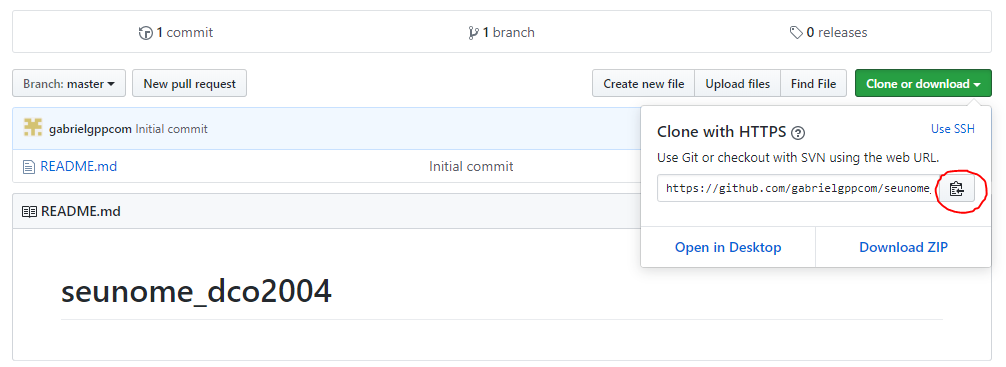 1 commit 1 branch 0 releases
Branch: master New pull request Create new file Upload files Find File Clone or download
gabrielgppcom Initial commit
README.md Initial commit
Clone with HTTPS Use SSH
Use Git or checkout with SVN using the web URL.
https://github.com/gabrielgppcom/seunome_
Open in Desktop Download ZIP
README.md
seunome_dco2004